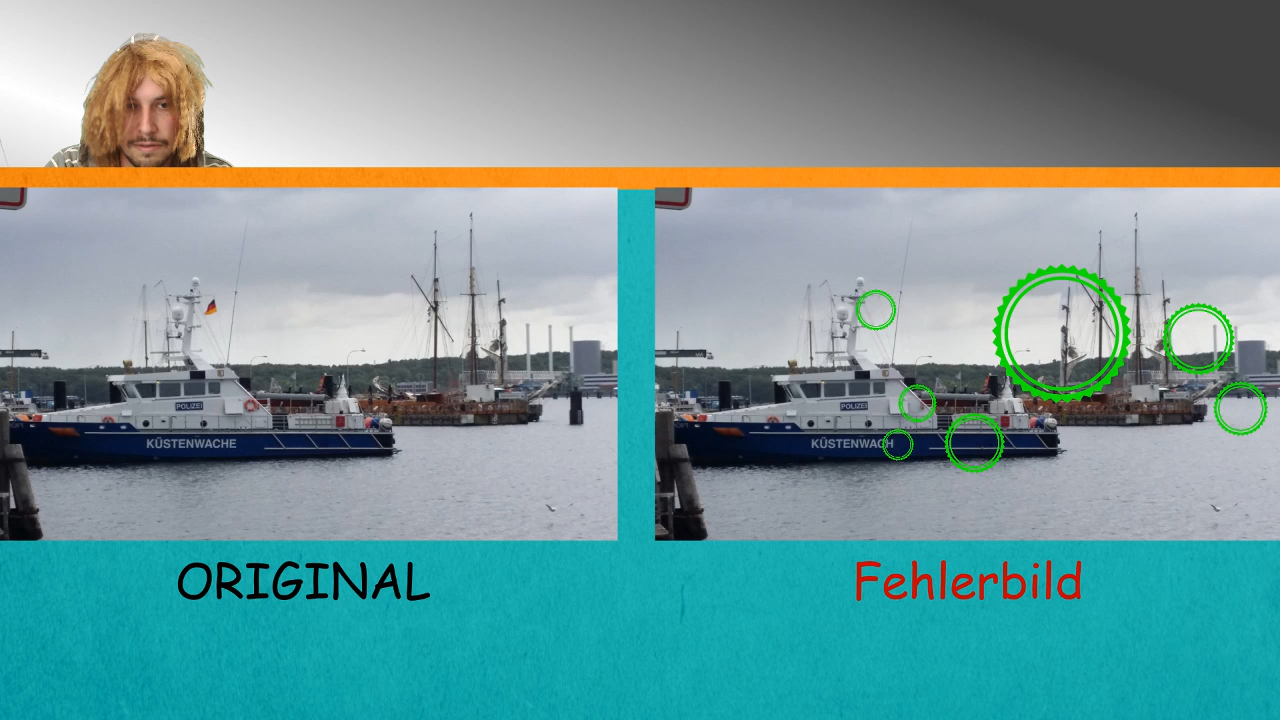 POLIZEI
KÜSTENWACHE
ORIGINAL
POLIZEI
KÜSTENWACH
Fehlerbild